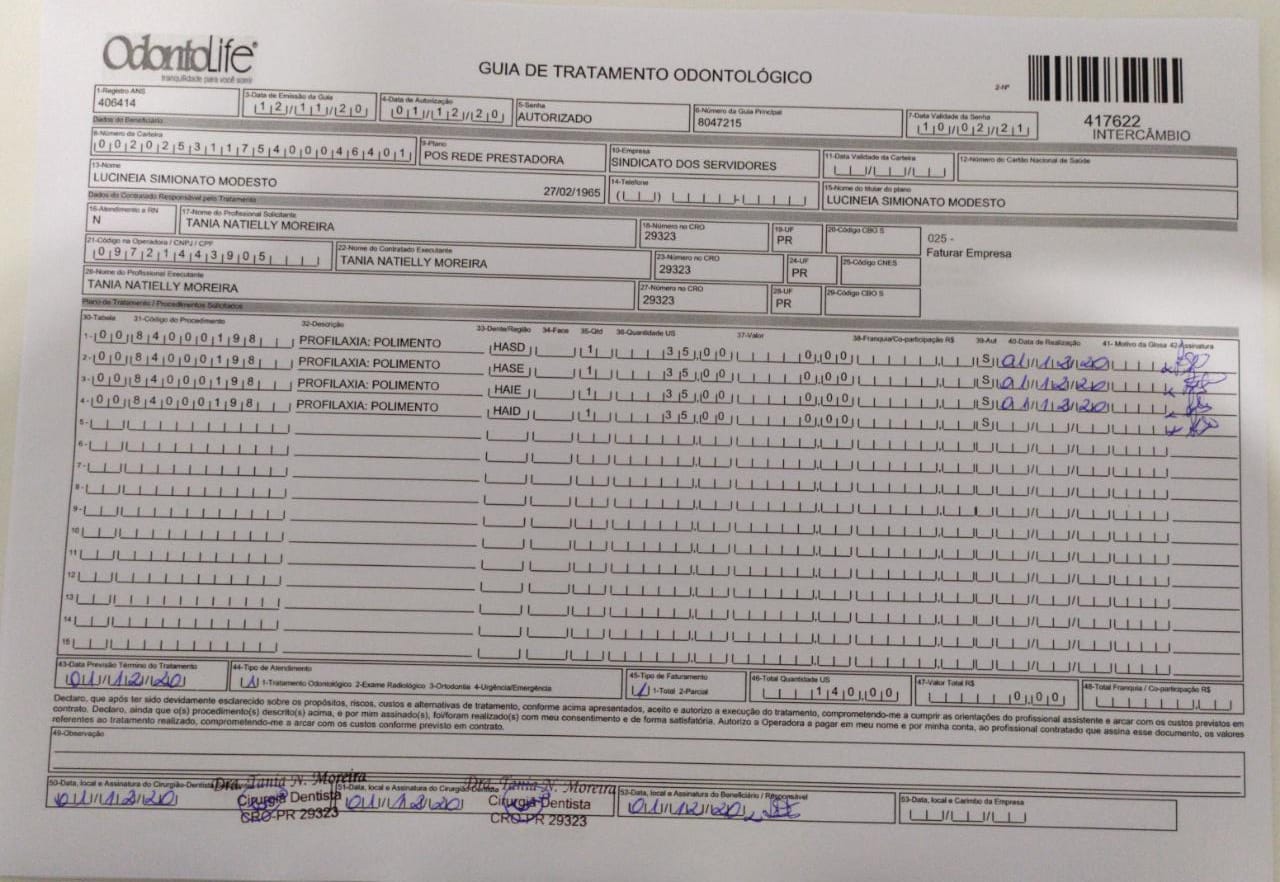 OdontoLife®
tranquilidade para você sorrir
GUIA DE TRATAMENTO ODONTOLÓGICO
2-Nº
417622
INTERCÂMBIO
1-Registro ANS
406414
3-Data de Emissão da Guia
12/11/20
4-Data de Autorização
01/12/20
5-Senha
AUTORIZADO
6-Número da Guia Principal
8047215
7-Data Validade da Senha
10/02/21
Dados do Beneficiário
8-Número da Carteira
00202531175400046401
9-Plano
POS REDE PRESTADORA
10-Empresa
SINDICATO DOS SERVIDORES
11-Data Validade da Carteira
12-Número do Cartão Nacional de Saúde
13-Nome
LUCINEIA SIMIONATO MODESTO
27/02/1965
14-Telefone
15-Nome do titular do plano
LUCINEIA SIMIONATO MODESTO
Dados do Contratado Responsável pelo Tratamento
16-Atendimento a RN
N
17-Nome do Profissional Solicitante
TANIA NATIELLY MOREIRA
18-Número no CRO
29323
19-UF
PR
20-Código CBO S
025 -
Faturar Empresa
21-Código na Operadora / CNPJ / CPF
09721443905
22-Nome do Contratado Executante
TANIA NATIELLY MOREIRA
23-Número no CRO
29323
24-UF
PR
25-Código CNES
26-Nome do Profissional Executante
TANIA NATIELLY MOREIRA
27-Número no CRO
29323
28-UF
PR
29-Código CBO S
Plano de Tratamento / Procedimentos Solicitados
30-Tabela 31-Código do Procedimento 32-Descrição 33-Dente/Região 34-Face 35-Qtd 36-Quantidade US 37-Valor 38-Franquia/Co-participação R$ 39-Aut 40-Data de Realização 41- Motivo da Glosa 42-Assinatura
1- 00 84000198 PROFILAXIA: POLIMENTO HASD 1 35,00 0,00 S 01/12/20
2- 00 84000198 PROFILAXIA: POLIMENTO HASE 1 35,00 0,00 S 01/12/20
3- 00 84000198 PROFILAXIA: POLIMENTO HAIE 1 35,00 0,00 S 01/12/20
4- 00 84000198 PROFILAXIA: POLIMENTO HAID 1 35,00 0,00 S
5-
6-
7-
8-
9-
10
11
12
13
14
15
43-Data Previsão Término do Tratamento
01/12/20
44-Tipo de Atendimento
1 1-Tratamento Odontológico 2-Exame Radiológico 3-Ortodontia 4-Urgência/Emergência
45-Tipo de Faturamento
1 1-Total 2-Parcial
46-Total Quantidade US
140,00
47-Valor Total R$
0,00
48-Total Franquia / Co-participação R$
Declaro, que após ter sido devidamente esclarecido sobre os propósitos, riscos, custos e alternativas de tratamento, conforme acima apresentados, aceito e autorizo a execução do tratamento, comprometendo-me a cumprir as orientações do profissional assistente e arcar com os custos previstos em
contrato. Declaro, ainda que o(s) procedimento(s) descrito(s) acima, e por mim assinado(s), foi/foram realizado(s) com meu consentimento e de forma satisfatória. Autorizo a Operadora a pagar em meu nome e por minha conta, ao profissional contratado que assina esse documento, os valores
referentes ao tratamento realizado, comprometendo-me a arcar com os custos conforme previsto em contrato.
49-Observação
50-Data, local e Assinatura do Cirurgião-Dentista
01/12/20
Dra. Tania N. Moreira
Cirurgiã Dentista
CRO-PR 29323
51-Data, local e Assinatura do Cirurgião-Dentista
01/12/20
Dra. Tania N. Moreira
Cirurgiã-Dentista
CRO-PR 29323
52-Data, local e Assinatura do Beneficiário / Responsável
01/12/20
53-Data, local e Carimbo da Empresa